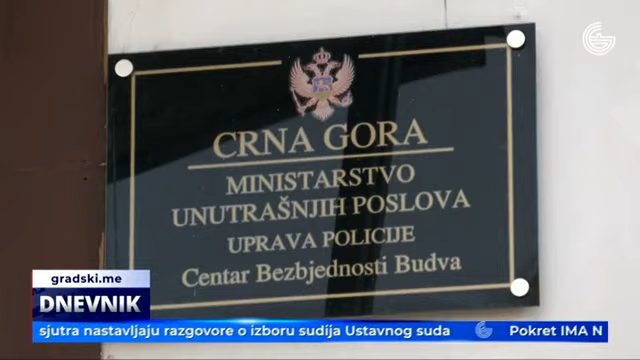 CRNA GORA
MINISTARSTVO
UNUTRAŠNJIH POSLOVA
UPRAVA POLICIJE
Centar Bezbjednosti Budva
gradski.me
DNEVNIK
sjutra nastavljaju razgovore o izboru sudija Ustavnog suda
Pokret IMA N